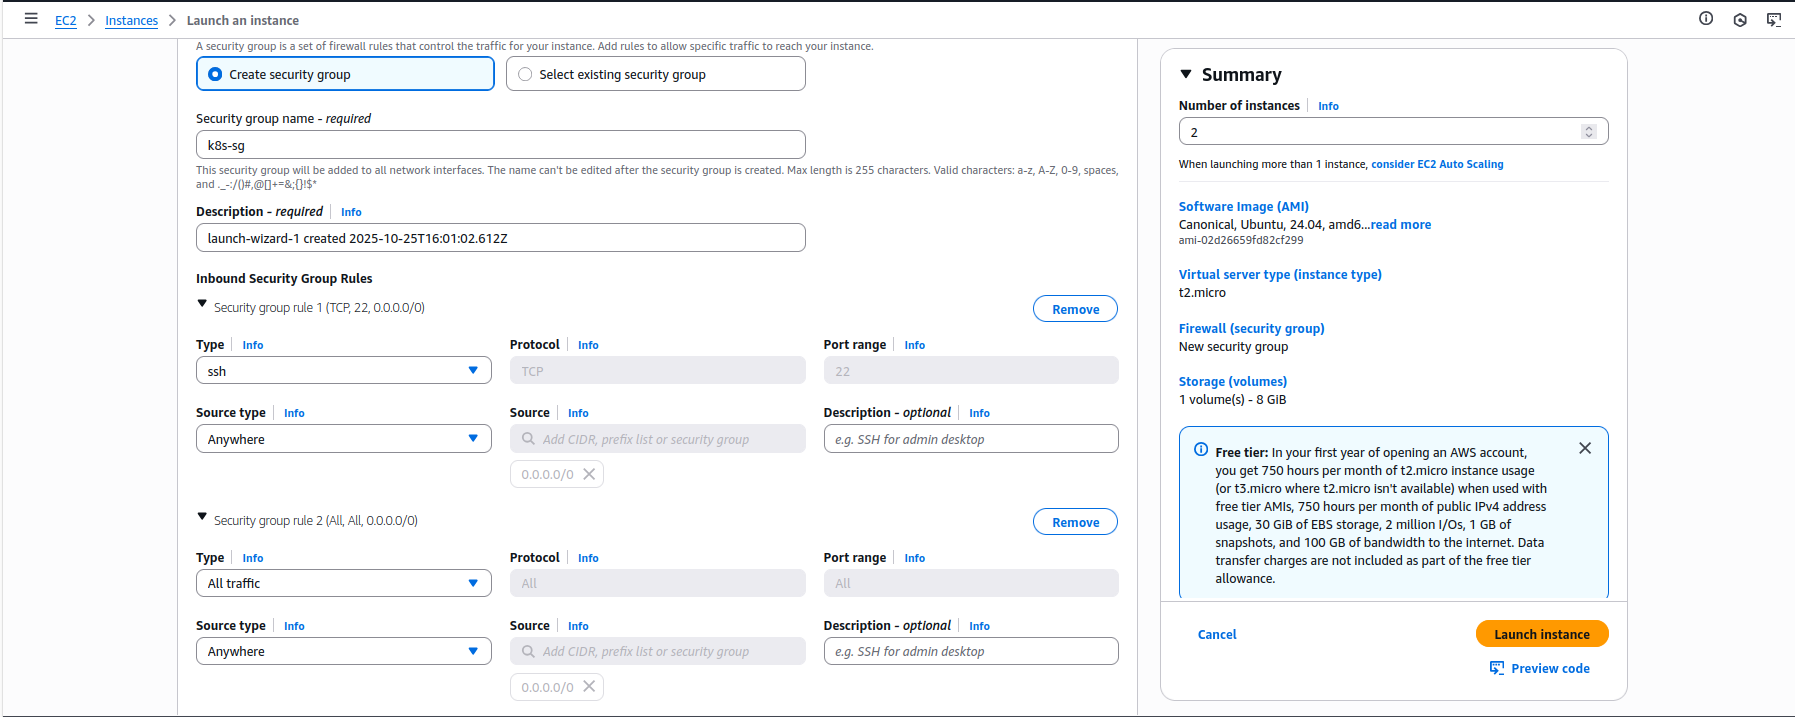 EC2 > Instances > Launch an instance
A security group is a set of firewall rules that control the traffic for your instance. Add rules to allow specific traffic to reach your instance.
Create security group
Select existing security group
Security group name - required
k8s-sg
This security group will be added to all network interfaces. The name can't be edited after the security group is created. Max length is 255 characters. Valid characters: a-z, A-Z, 0-9, spaces,
and ._-:/()#,@[]+=&;{}!$*
Description - required Info
launch-wizard-1 created 2025-10-25T16:01:02.612Z
Inbound Security Group Rules
Security group rule 1 (TCP, 22, 0.0.0.0/0)
Remove
Type Info
Protocol Info
Port range Info
ssh
TCP
22
Source type Info
Source Info
Description - optional Info
Anywhere
Add CIDR, prefix list or security group
e.g. SSH for admin desktop
0.0.0.0/0
Security group rule 2 (All, All, 0.0.0.0/0)
Remove
Type Info
Protocol Info
Port range Info
All traffic
All
All
Source type Info
Source Info
Description - optional Info
Anywhere
Add CIDR, prefix list or security group
e.g. SSH for admin desktop
0.0.0.0/0
Summary
Number of instances Info
2
When launching more than 1 instance, consider EC2 Auto Scaling
Software Image (AMI)
Canonical, Ubuntu, 24.04, amd6...read more
ami-02d26659fd82cf299
Virtual server type (instance type)
t2.micro
Firewall (security group)
New security group
Storage (volumes)
1 volume(s) - 8 GiB
Free tier: In your first year of opening an AWS account,
you get 750 hours per month of t2.micro instance usage
(or t3.micro where t2.micro isn't available) when used with
free tier AMIs, 750 hours per month of public IPv4 address
usage, 30 GiB of EBS storage, 2 million I/Os, 1 GB of
snapshots, and 100 GB of bandwidth to the internet. Data
transfer charges are not included as part of the free tier
allowance.
Cancel
Launch instance
Preview code